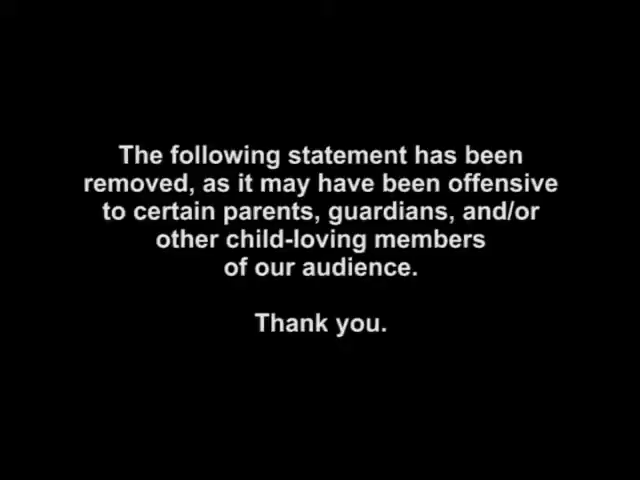 The following statement has been
removed, as it may have been offensive
to certain parents, guardians, and/or
other child-loving members
of our audience.
Thank you.